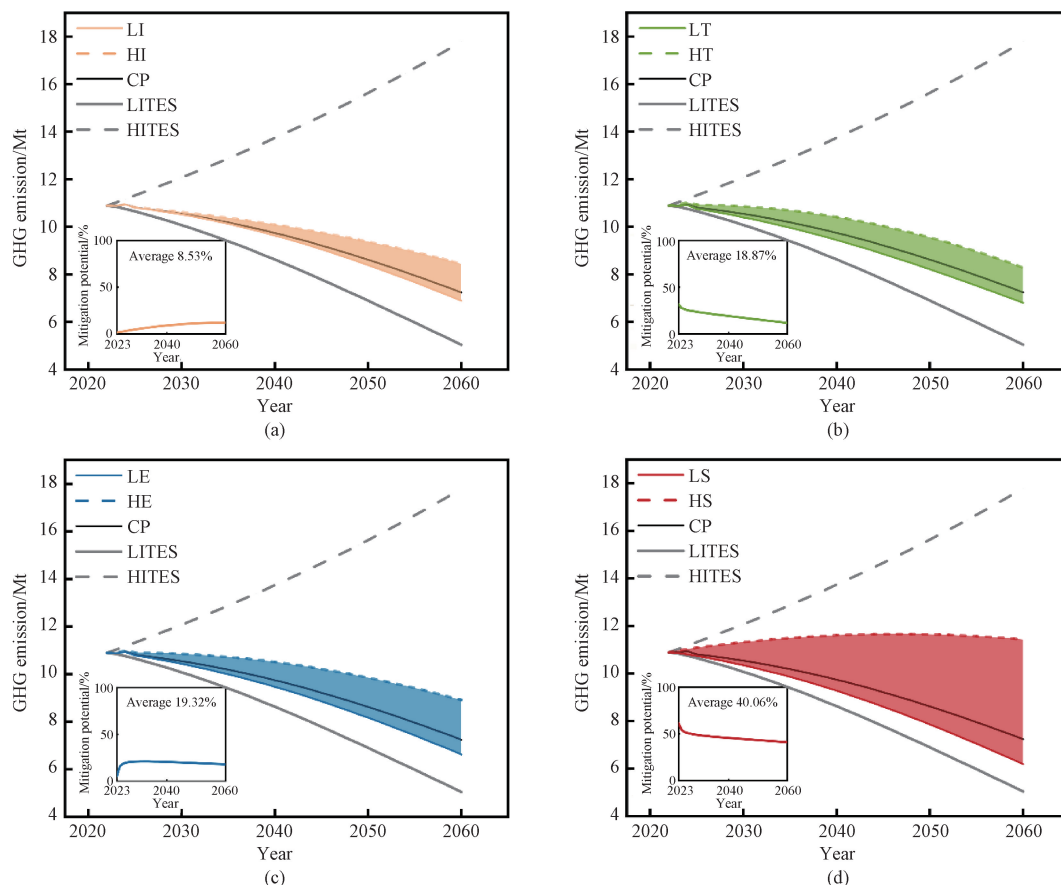 18
16
14
12
10
8
6
4
GHG emission/Mt
LI
HI
CP
LITES
HITES
100
50
0
Mitigation potential/%
Average 8.53%
2023
2040
2060
Year
2020
2030
2040
2050
2060
Year
(a)
18
16
14
12
10
8
6
4
GHG emission/Mt
LT
HT
CP
LITES
HITES
100
50
0
Mitigation potential/%
Average 18.87%
2023
2040
2060
Year
2020
2030
2040
2050
2060
Year
(b)
18
16
14
12
10
8
6
4
GHG emission/Mt
LE
HE
CP
LITES
HITES
100
50
0
Mitigation potential/%
Average 19.32%
2023
2040
2060
Year
2020
2030
2040
2050
2060
Year
(c)
18
16
14
12
10
8
6
4
GHG emission/Mt
LS
HS
CP
LITES
HITES
100
50
0
Mitigation potential/%
Average 40.06%
2023
2040
2060
Year
2020
2030
2040
2050
2060
Year
(d)